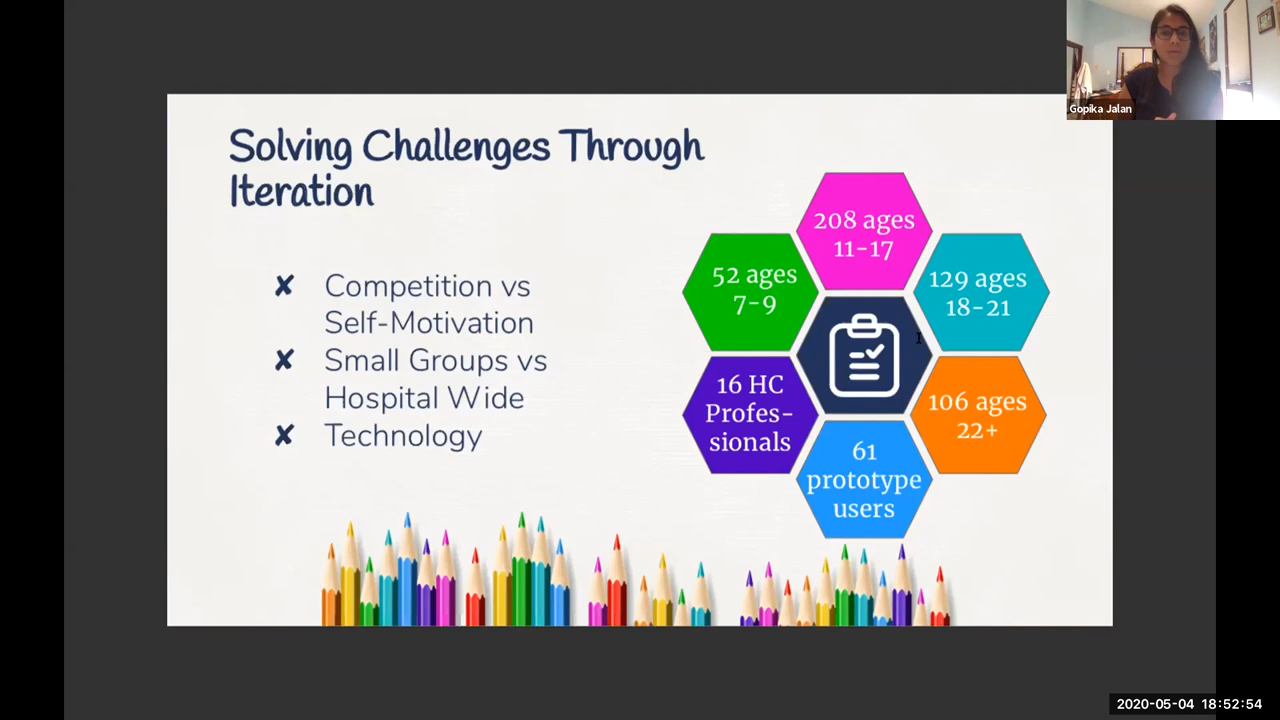 Gopika Jalan
Solving Challenges Through
Iteration
✘ Competition vs
Self-Motivation
✘ Small Groups vs
Hospital Wide
✘ Technology
208 ages
11-17
52 ages
7-9
129 ages
18-21
16 HC
Profes-
sionals
106 ages
22+
61
prototype
users
2020-05-04 18:52:54